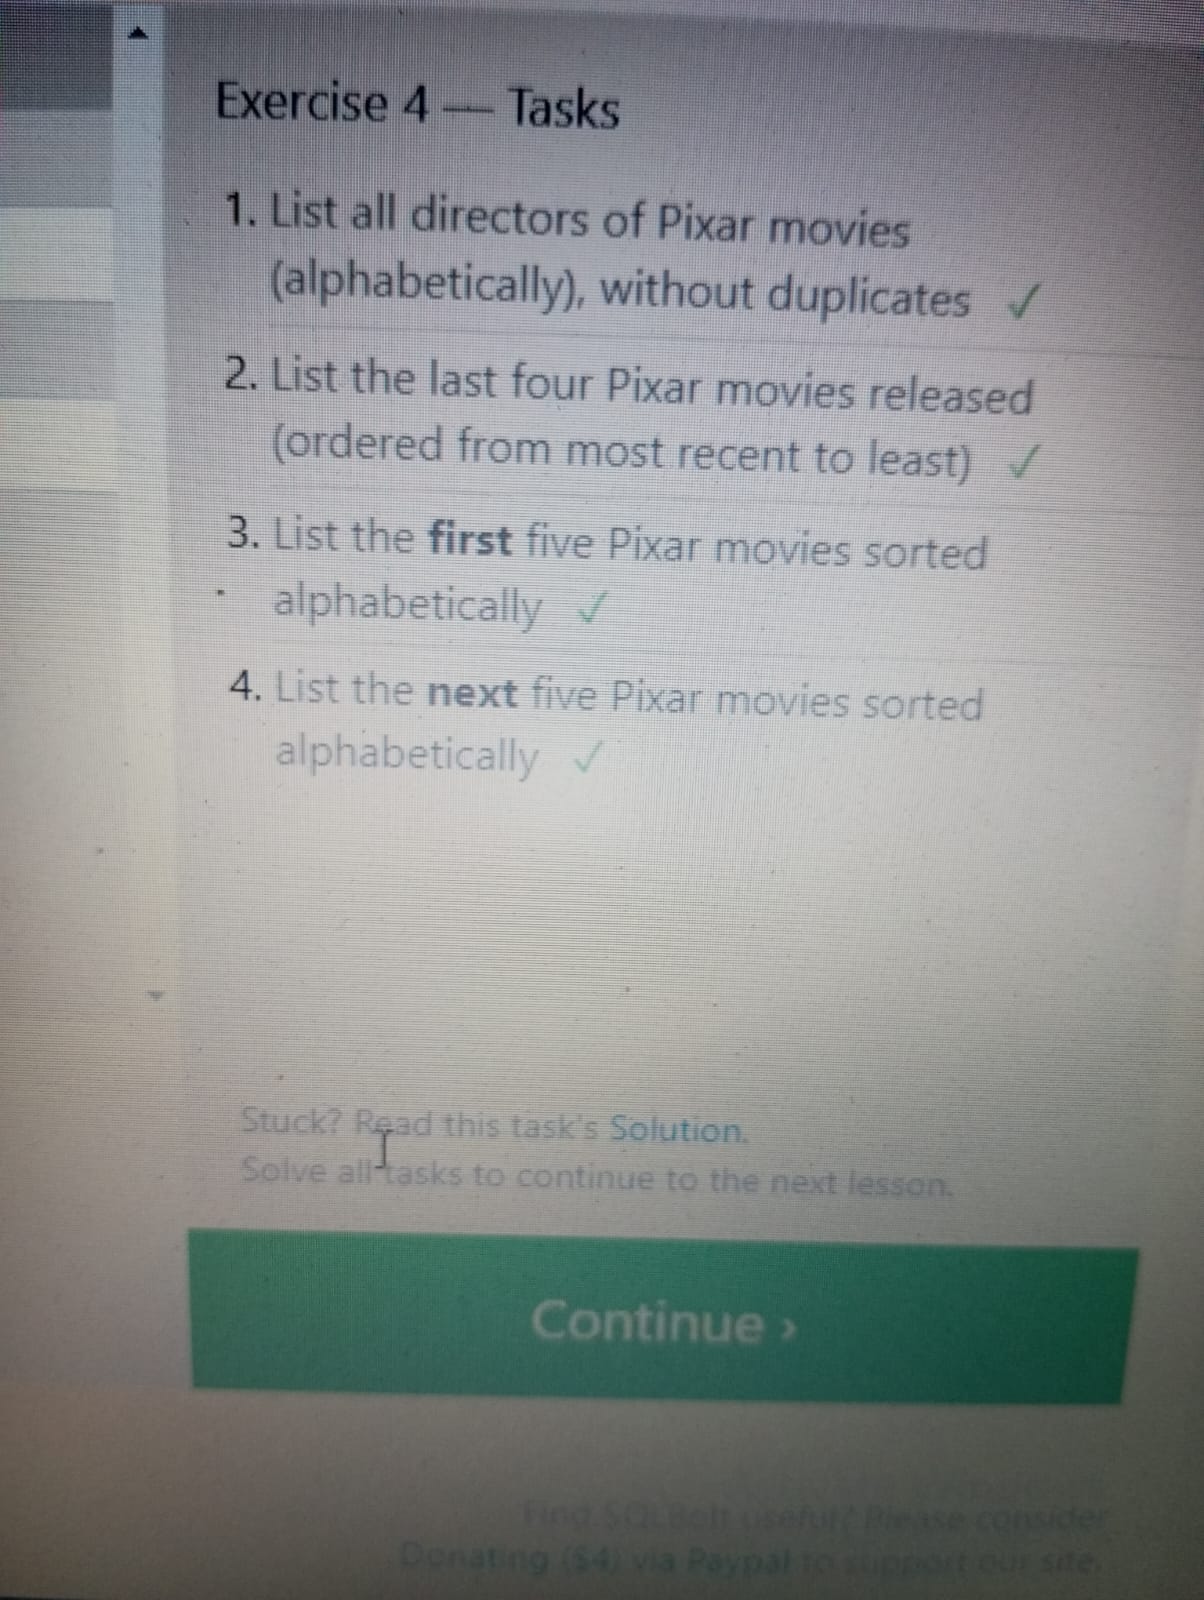 Exercise 4 — Tasks
1. List all directors of Pixar movies
(alphabetically), without duplicates ✓
2. List the last four Pixar movies released
(ordered from most recent to least) ✓
3. List the first five Pixar movies sorted
alphabetically ✓
4. List the next five Pixar movies sorted
alphabetically ✓
Stuck? Read this task's Solution.
Solve all tasks to continue to the next lesson.
Continue ›
Find SQLBolt useful? Please consider
Donating ($4) via Paypal to support our site.